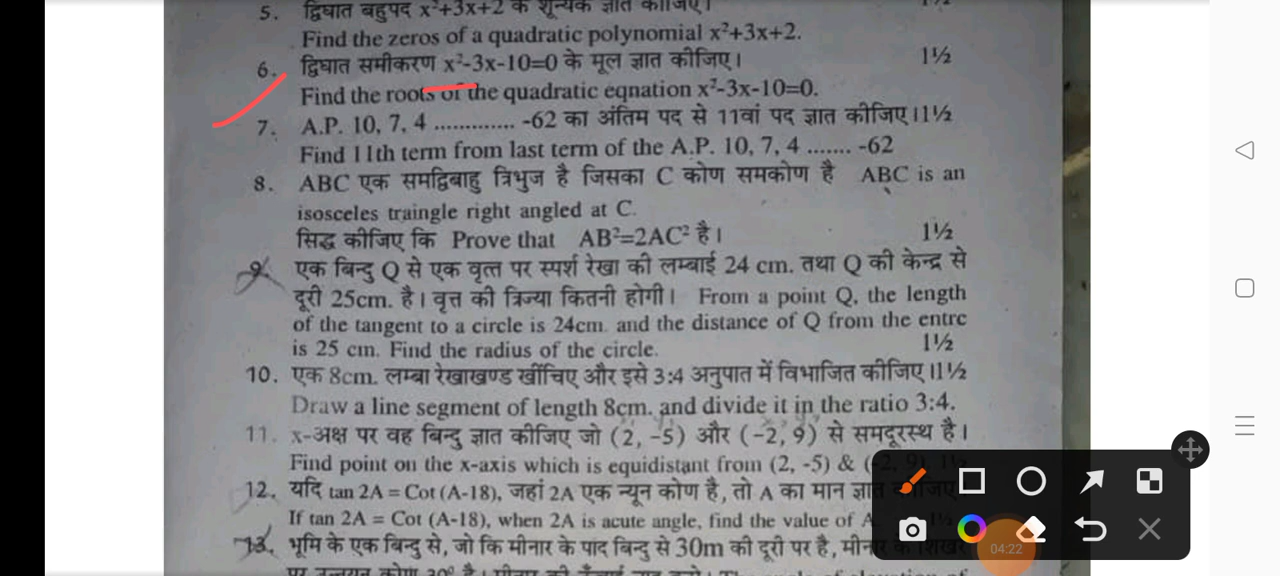 5. द्विघात बहुपद x²+3x+2 के शून्यक ज्ञात कीजिए।
Find the zeros of a quadratic polynomial x²+3x+2.
6. द्विघात समीकरण x²-3x-10=0 के मूल ज्ञात कीजिए। 1½
Find the roots of the quadratic eqnation x²-3x-10=0.
7. A.P. 10, 7, 4 ............. -62 का अंतिम पद से 11वां पद ज्ञात कीजिए।1½
Find 11th term from last term of the A.P. 10, 7, 4 ....... -62
8. ABC एक समद्विबाहु त्रिभुज है जिसका C कोण समकोण है ABC is an
isosceles traingle right angled at C.
सिद्ध कीजिए कि Prove that AB²=2AC² है। 1½
9. एक बिन्दु Q से एक वृत्त पर स्पर्श रेखा की लम्बाई 24 cm. तथा Q की केन्द्र से
दूरी 25cm. है। वृत्त की त्रिज्या कितनी होगी। From a point Q, the length
of the tangent to a circle is 24cm. and the distance of Q from the entre
is 25 cm. Find the radius of the circle. 1½
10. एक 8cm. लम्बा रेखाखण्ड खींचिए और इसे 3:4 अनुपात में विभाजित कीजिए।1½
Draw a line segment of length 8cm. and divide it in the ratio 3:4.
11. x-अक्ष पर वह बिन्दु ज्ञात कीजिए जो (2, -5) और (-2, 9) से समदूरस्थ है।
Find point on the x-axis which is equidistant from (2, -5) & (-2, 9) 1½
12. यदि tan 2A = Cot (A-18), जहां 2A एक न्यून कोण है, तो A का मान ज्ञात कीजिए
If tan 2A = Cot (A-18), when 2A is acute angle, find the value of A
04:22
13. भूमि के एक बिन्दु से, जो कि मीनार के पाद बिन्दु से 30m की दूरी पर है, मीनार के शिखर